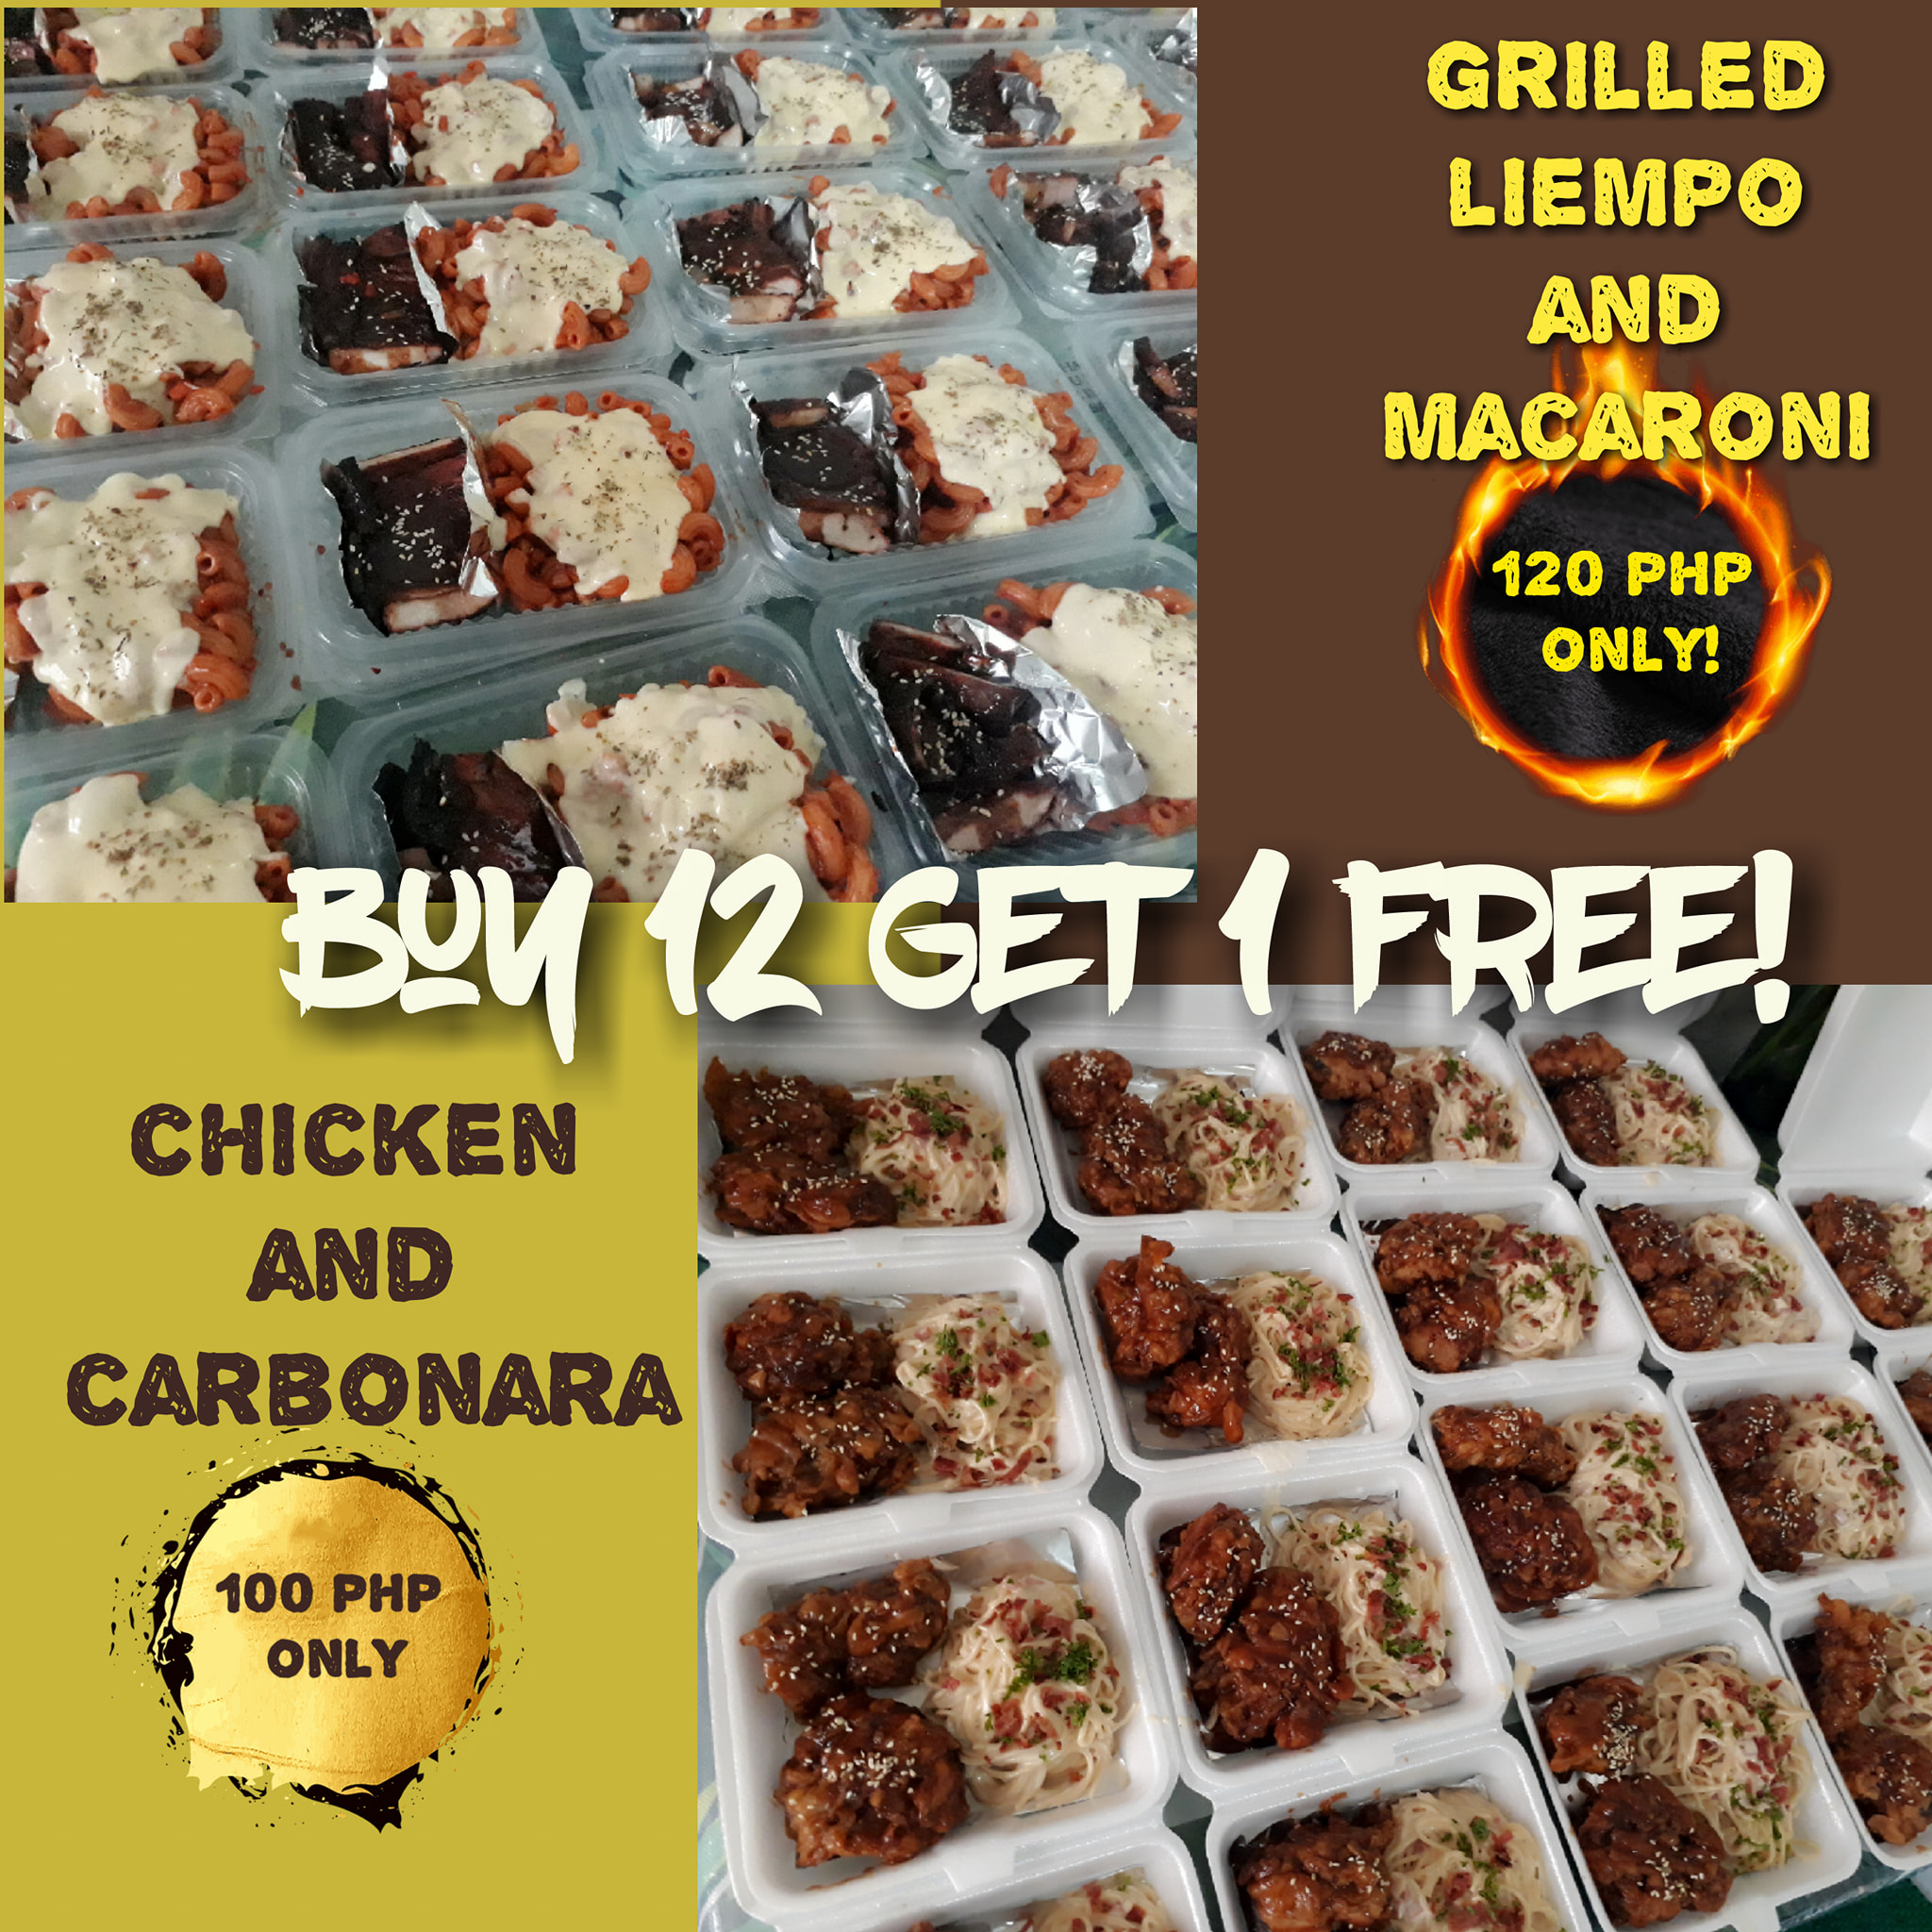 GRILLED
LIEMPO
AND
MACARONI
120 PHP
ONLY!
BUY 12 GET 1 FREE!
CHICKEN
AND
CARBONARA
100 PHP
ONLY